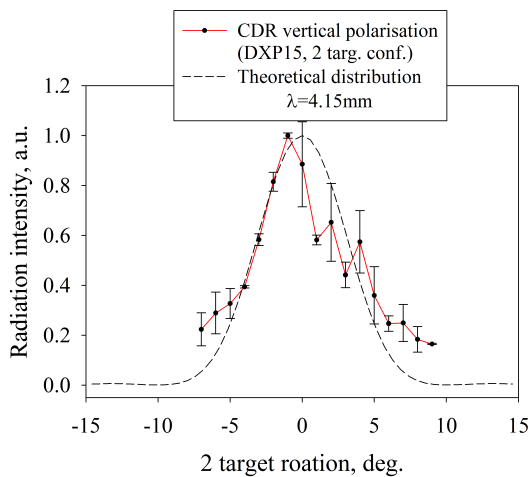 CDR vertical polarisation
(DXP15, 2 targ. conf.)
Theoretical distribution
λ=4.15mm
1.2
1.0
0.8
0.6
0.4
0.2
0.0
Radiation intensity, a.u.
-15
-10
-5
0
5
10
15
2 target roation, deg.